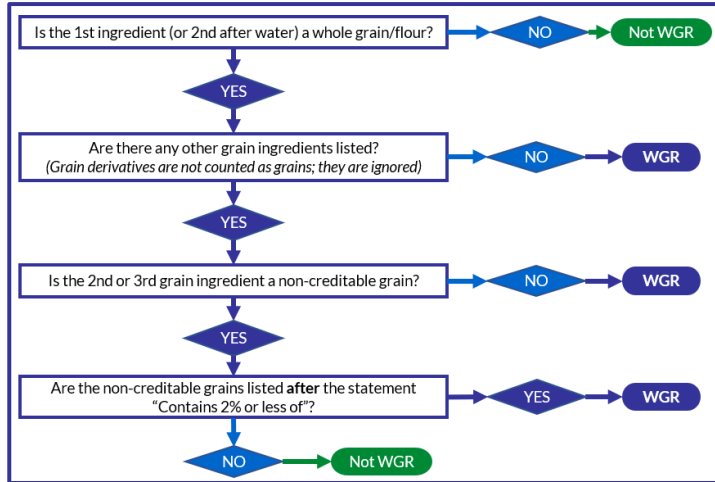 Is the 1st ingredient (or 2nd after water) a whole grain/flour?
NO
Not WGR
YES
Are there any other grain ingredients listed?
(Grain derivatives are not counted as grains; they are ignored)
NO
WGR
YES
Is the 2nd or 3rd grain ingredient a non-creditable grain?
NO
WGR
YES
Are the non-creditable grains listed after the statement
“Contains 2% or less of”?
YES
WGR
NO
Not WGR